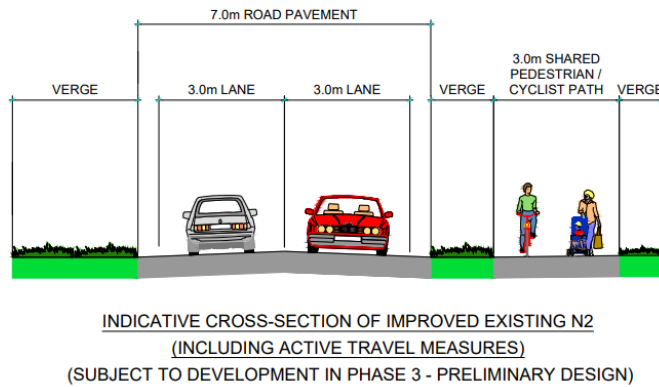 7.0m ROAD PAVEMENT
3.0m SHARED
PEDESTRIAN /
CYCLIST PATH
VERGE
3.0m LANE
3.0m LANE
VERGE
VERGE
INDICATIVE CROSS-SECTION OF IMPROVED EXISTING N2
(INCLUDING ACTIVE TRAVEL MEASURES)
(SUBJECT TO DEVELOPMENT IN PHASE 3 - PRELIMINARY DESIGN)